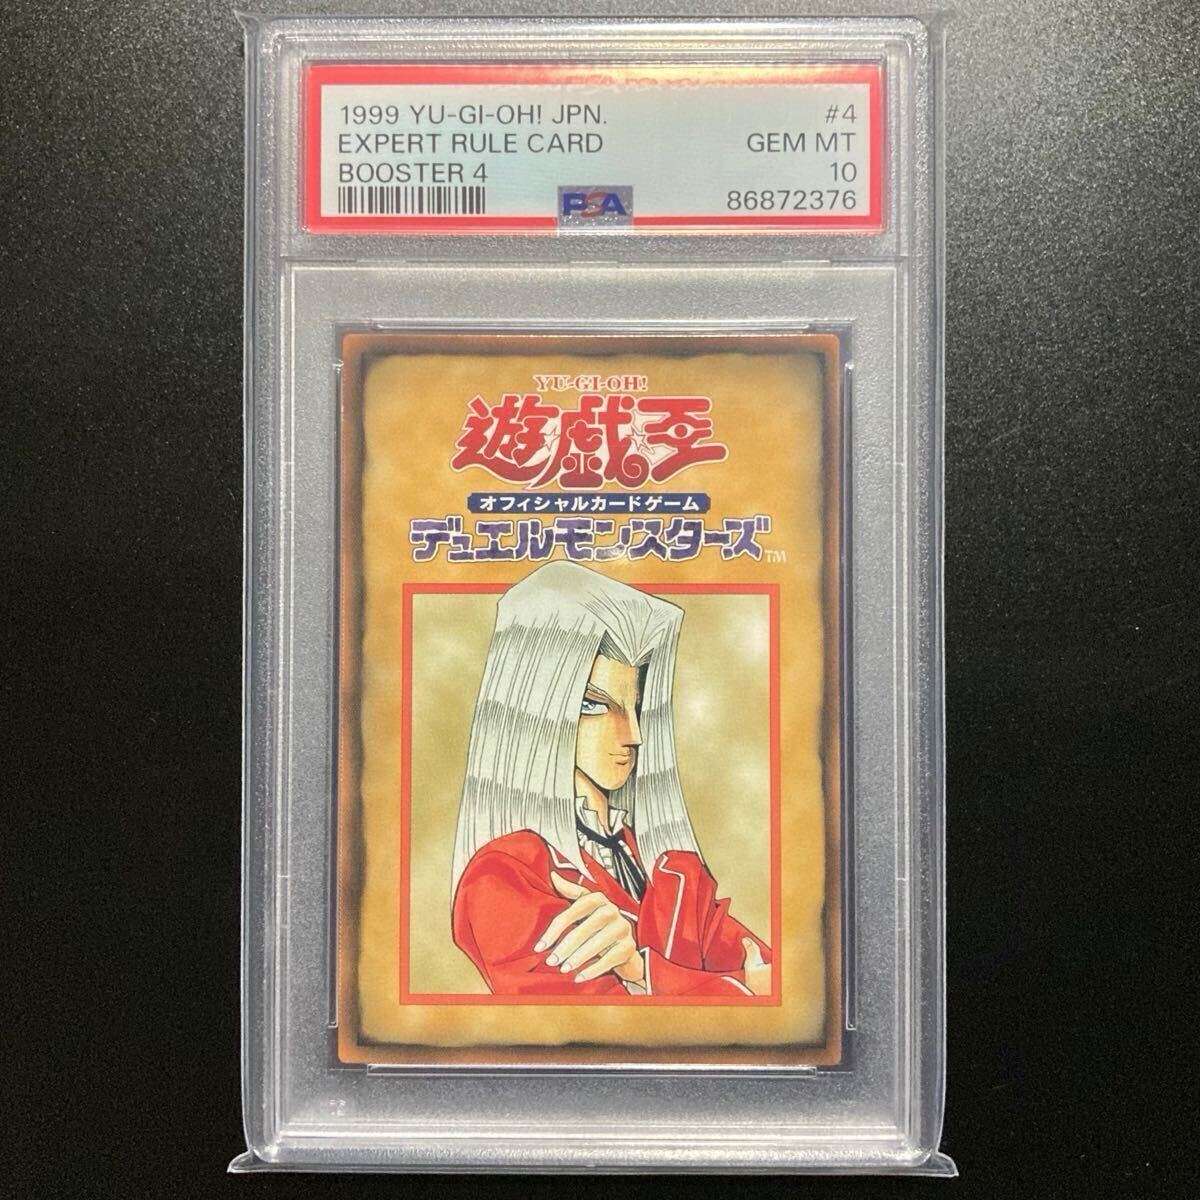 1999 YU-GI-OH! JPN. #4
EXPERT RULE CARD GEM MT
BOOSTER 4 10
PSA 86872376
YU-GI-OH!
遊戯王
オフィシャルカードゲーム
デュエルモンスターズ™